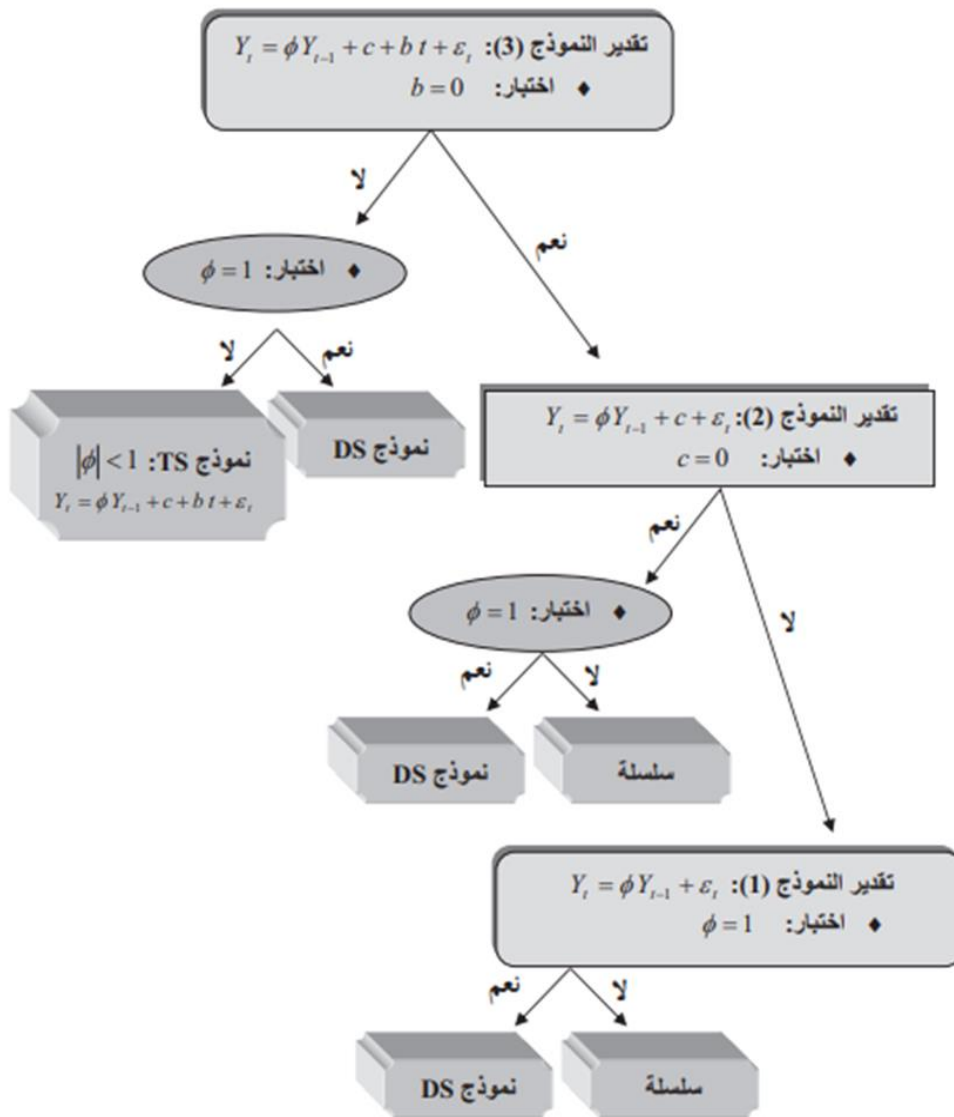 تقدير النموذج (3): Y_t = φY_{t-1} + c + b t + ε_t
♦ اختبار: b = 0
لا
نعم
♦ اختبار: φ = 1
لا
نعم
نموذج TS: |φ| < 1
Y_t = φY_{t-1} + c + b t + ε_t
نموذج DS
تقدير النموذج (2): Y_t = φY_{t-1} + c + ε_t
♦ اختبار: c = 0
نعم
لا
♦ اختبار: φ = 1
نعم
لا
نموذج DS
سلسلة
تقدير النموذج (1): Y_t = φY_{t-1} + ε_t
♦ اختبار: φ = 1
نعم
لا
نموذج DS
سلسلة